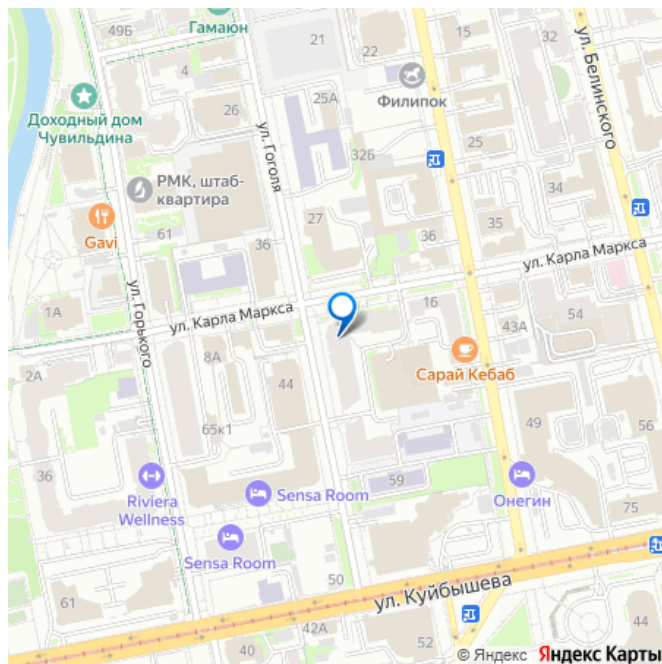 49Б
Гамаюн
21
22
15
32
ул. Белинского
4
Филипок
Доходный дом
Чувильдина
26
25А
ул. Гоголя
32Б
25
РМК, штаб-
квартира
34
Gavi
61
36
27
36
35
ул. Карла Маркса
ул. Горького
1А
ул. Карла Маркса
16
43А
54
2А
8А
44
Сарай Кебаб
65к1
49
56
36
59
Riviera
Wellness
Sensa Room
Онегин
75
Sensa Room
50
ул. Куйбышева
61
40
42А
52
44
© Яндекс Яндекс Карты